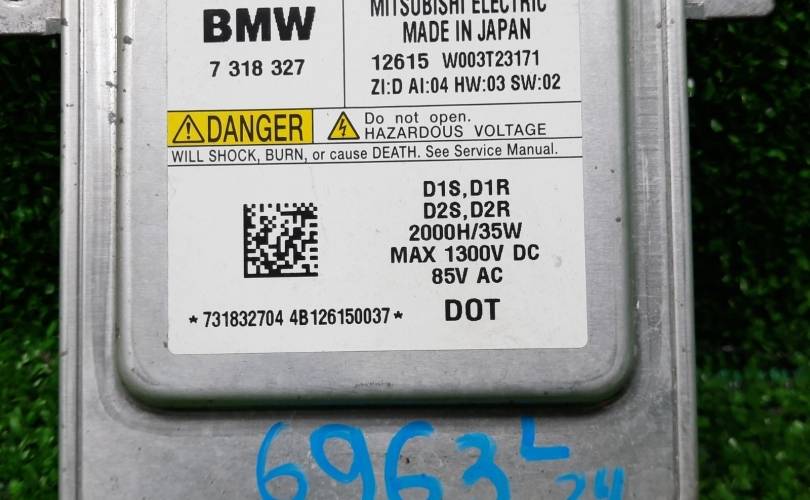 BMW
7 318 327
MITSUBISHI ELECTRIC
MADE IN JAPAN
12615 W003T23171
ZI:D AI:04 HW:03 SW:02
DANGER
Do not open.
HAZARDOUS VOLTAGE
WILL SHOCK, BURN, or cause DEATH. See Service Manual.
D1S,D1R
D2S,D2R
2000H/35W
MAX 1300V DC
85V AC
DOT
*731832704 4B126150037*
6963 L
24